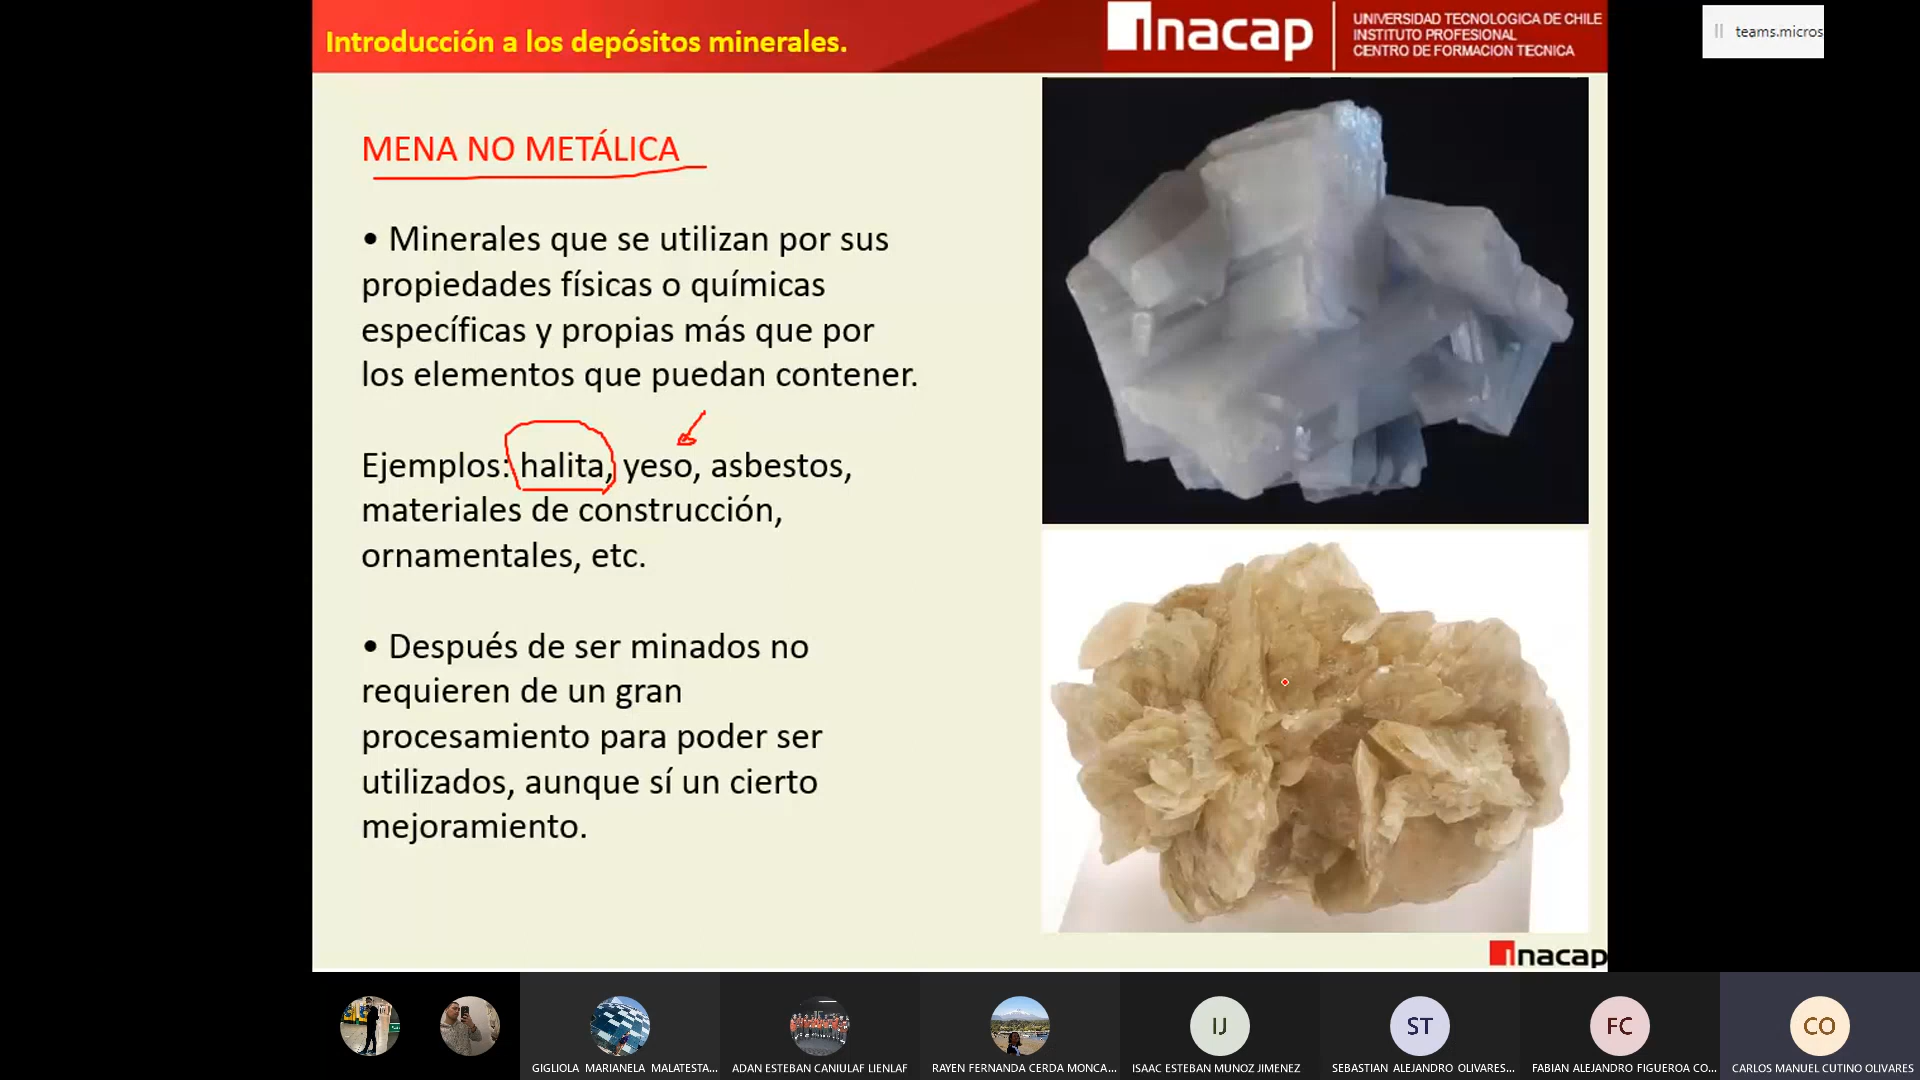 Introducción a los depósitos minerales.
inacap
UNIVERSIDAD TECNOLOGICA DE CHILE
INSTITUTO PROFESIONAL
CENTRO DE FORMACION TECNICA
teams.micros
MENA NO METÁLICA
• Minerales que se utilizan por sus
propiedades físicas o químicas
específicas y propias más que por
los elementos que puedan contener.
Ejemplos: halita, yeso, asbestos,
materiales de construcción,
ornamentales, etc.
• Después de ser minados no
requieren de un gran
procesamiento para poder ser
utilizados, aunque sí un cierto
mejoramiento.
inacap
IJ
ST
FC
CO
GIGLIOLA MARIANELA MALATESTA...
ADAN ESTEBAN CANIULAF LIENLAF
RAYEN FERNANDA CERDA MONCA...
ISAAC ESTEBAN MUNOZ JIMENEZ
SEBASTIAN ALEJANDRO OLIVARES...
FABIAN ALEJANDRO FIGUEROA CO...
CARLOS MANUEL CUTINO OLIVARES